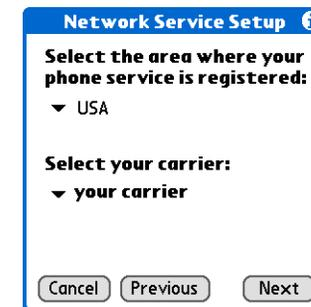 Network Service Setup
Select the area where your
phone service is registered:
USA
Select your carrier:
your carrier
Cancel Previous Next